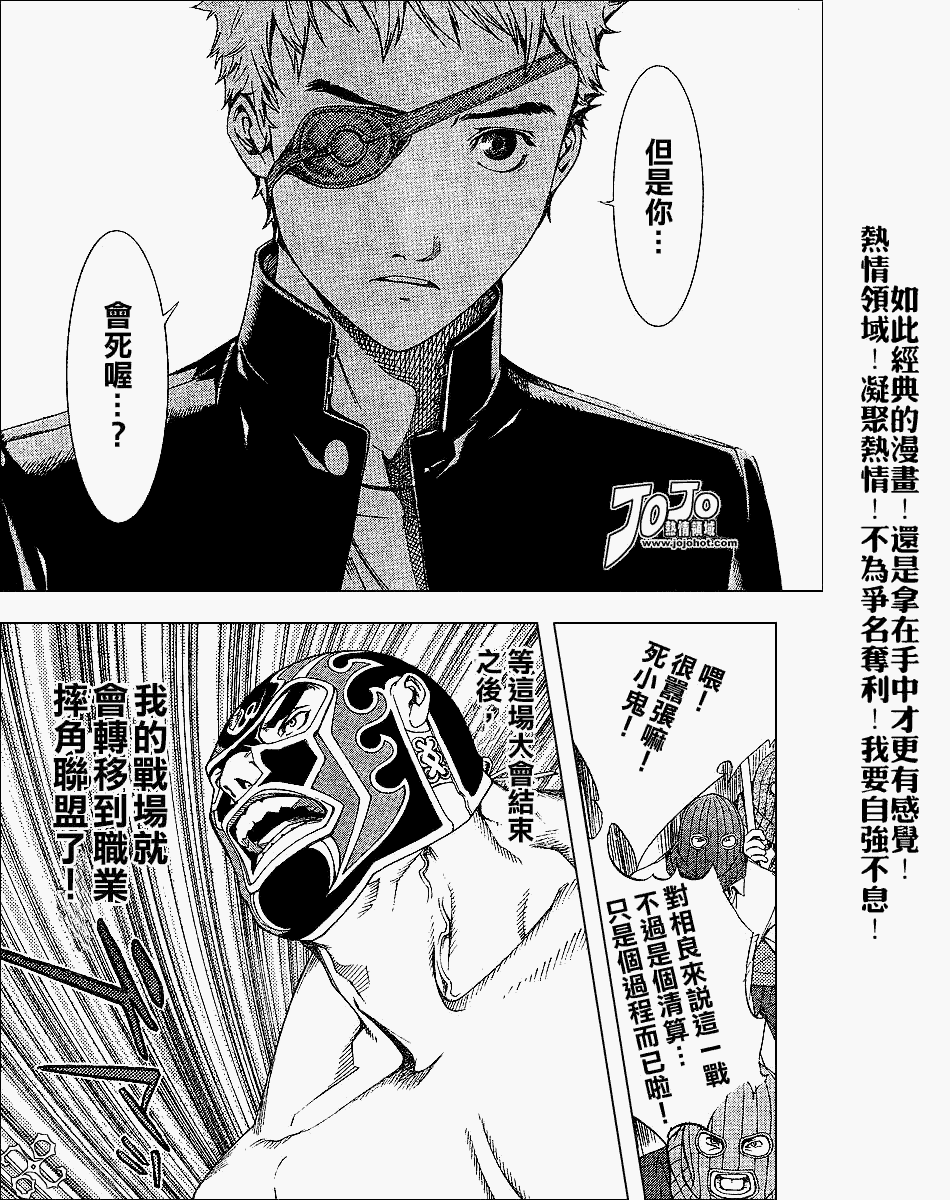 但是你…
會死喔…？
JOJO
熱情領域
www.jojohot.com
喂！
很囂張嘛！
死小鬼！
對相良來說這一戰
不過是個清算…
只是個過程而已啦！
等這場大會結束
之後，
我的戰場就
會轉移到職業
摔角聯盟了！
如此經典的漫畫！還是拿在手中才更有感覺！
熱情領域！凝聚熱情！不為爭名奪利！我要自強不息！